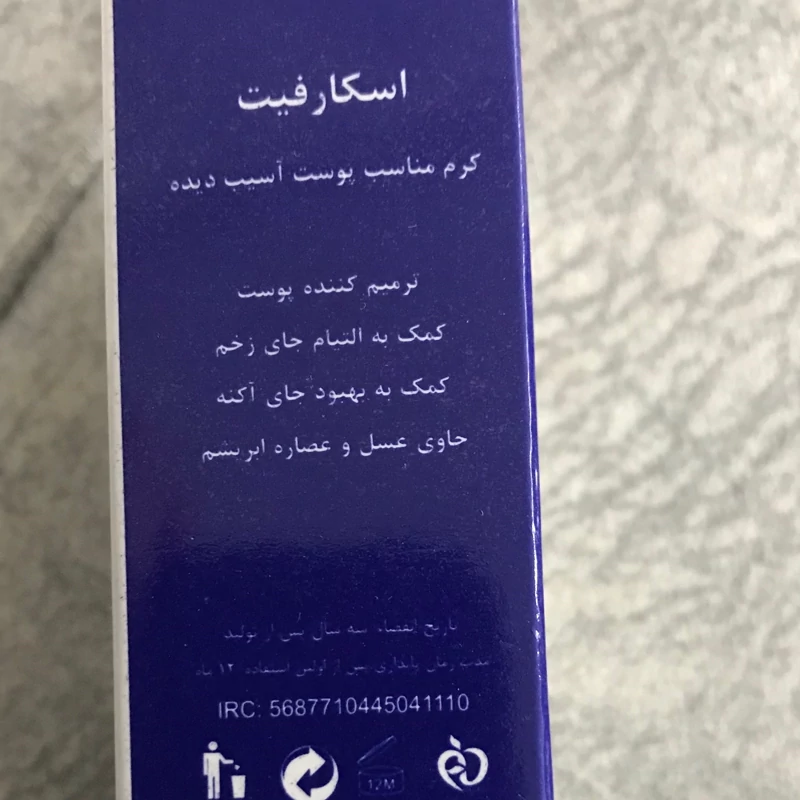 اسکارفیت
کرم مناسب پوست آسیب دیده
ترمیم کننده پوست
کمک به التیام جای زخم
کمک به بهبود جای آکنه
حاوی عسل و عصاره ابریشم
تاریخ انقضاء سه سال پس از تولید
مدت زمان پایداری پس از اولین استفاده ۱۲ ماه
IRC: 5687710445041110
12M